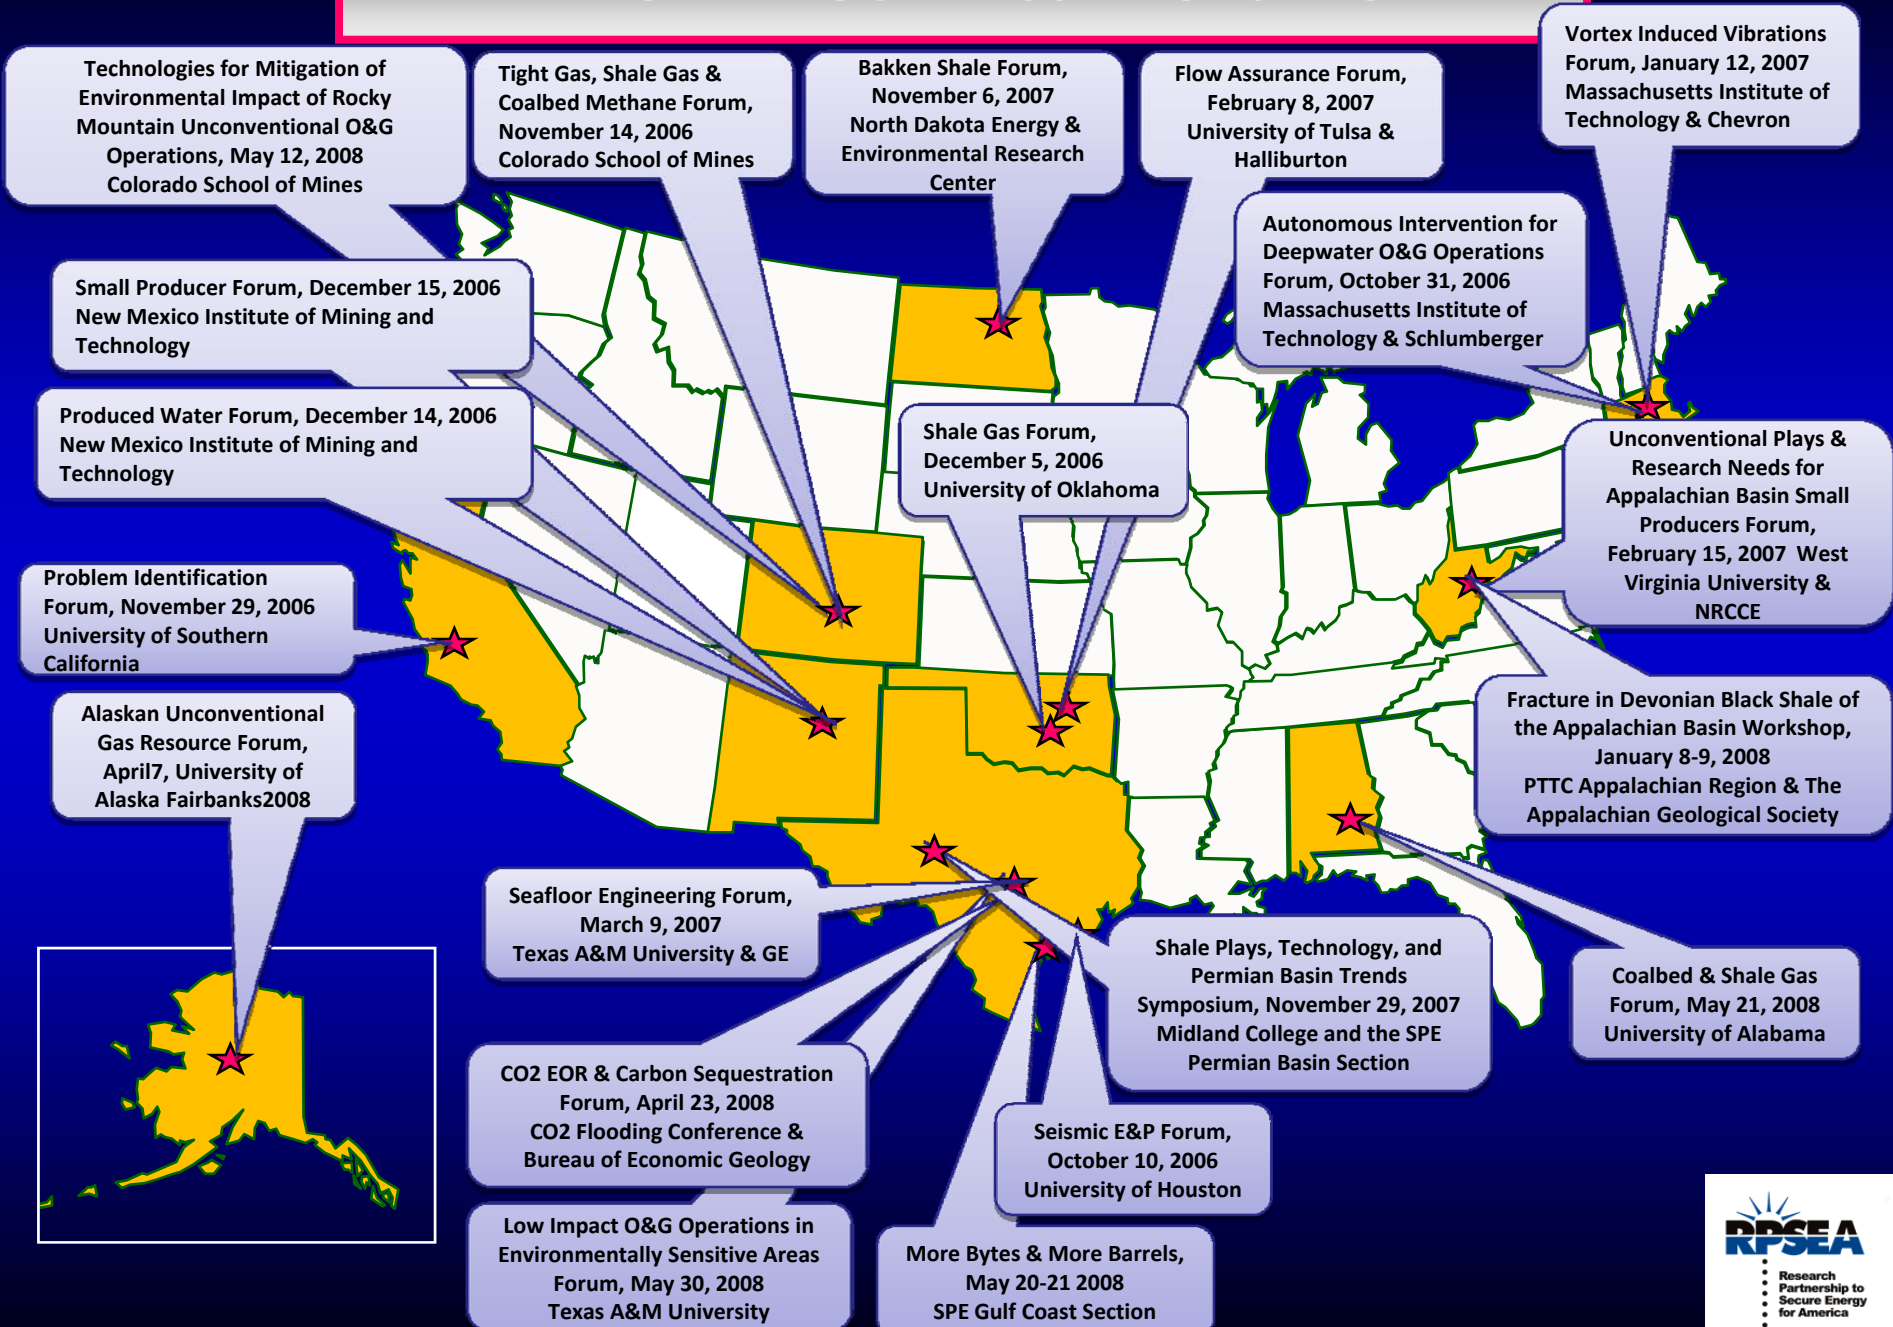 Technologies for Mitigation of
Environmental Impact of Rocky
Mountain Unconventional O&G
Operations, May 12, 2008
Colorado School of Mines
Tight Gas, Shale Gas &
Coalbed Methane Forum,
November 14, 2006
Colorado School of Mines
Bakken Shale Forum,
November 6, 2007
North Dakota Energy &
Environmental Research
Center
Flow Assurance Forum,
February 8, 2007
University of Tulsa &
Halliburton
Vortex Induced Vibrations
Forum, January 12, 2007
Massachusetts Institute of
Technology & Chevron
Autonomous Intervention for
Deepwater O&G Operations
Forum, October 31, 2006
Massachusetts Institute of
Technology & Schlumberger
Small Producer Forum, December 15, 2006
New Mexico Institute of Mining and
Technology
Produced Water Forum, December 14, 2006
New Mexico Institute of Mining and
Technology
Shale Gas Forum,
December 5, 2006
University of Oklahoma
Unconventional Plays &
Research Needs for
Appalachian Basin Small
Producers Forum,
February 15, 2007 West
Virginia University &
NRCCE
Problem Identification
Forum, November 29, 2006
University of Southern
California
Fracture in Devonian Black Shale of
the Appalachian Basin Workshop,
January 8-9, 2008
PTTC Appalachian Region & The
Appalachian Geological Society
Alaskan Unconventional
Gas Resource Forum,
April7, University of
Alaska Fairbanks2008
Seafloor Engineering Forum,
March 9, 2007
Texas A&M University & GE
Shale Plays, Technology, and
Permian Basin Trends
Symposium, November 29, 2007
Midland College and the SPE
Permian Basin Section
Coalbed & Shale Gas
Forum, May 21, 2008
University of Alabama
CO2 EOR & Carbon Sequestration
Forum, April 23, 2008
CO2 Flooding Conference &
Bureau of Economic Geology
Seismic E&P Forum,
October 10, 2006
University of Houston
Low Impact O&G Operations in
Environmentally Sensitive Areas
Forum, May 30, 2008
Texas A&M University
More Bytes & More Barrels,
May 20-21 2008
SPE Gulf Coast Section
RPSEA
Research
Partnership to
Secure Energy
for America